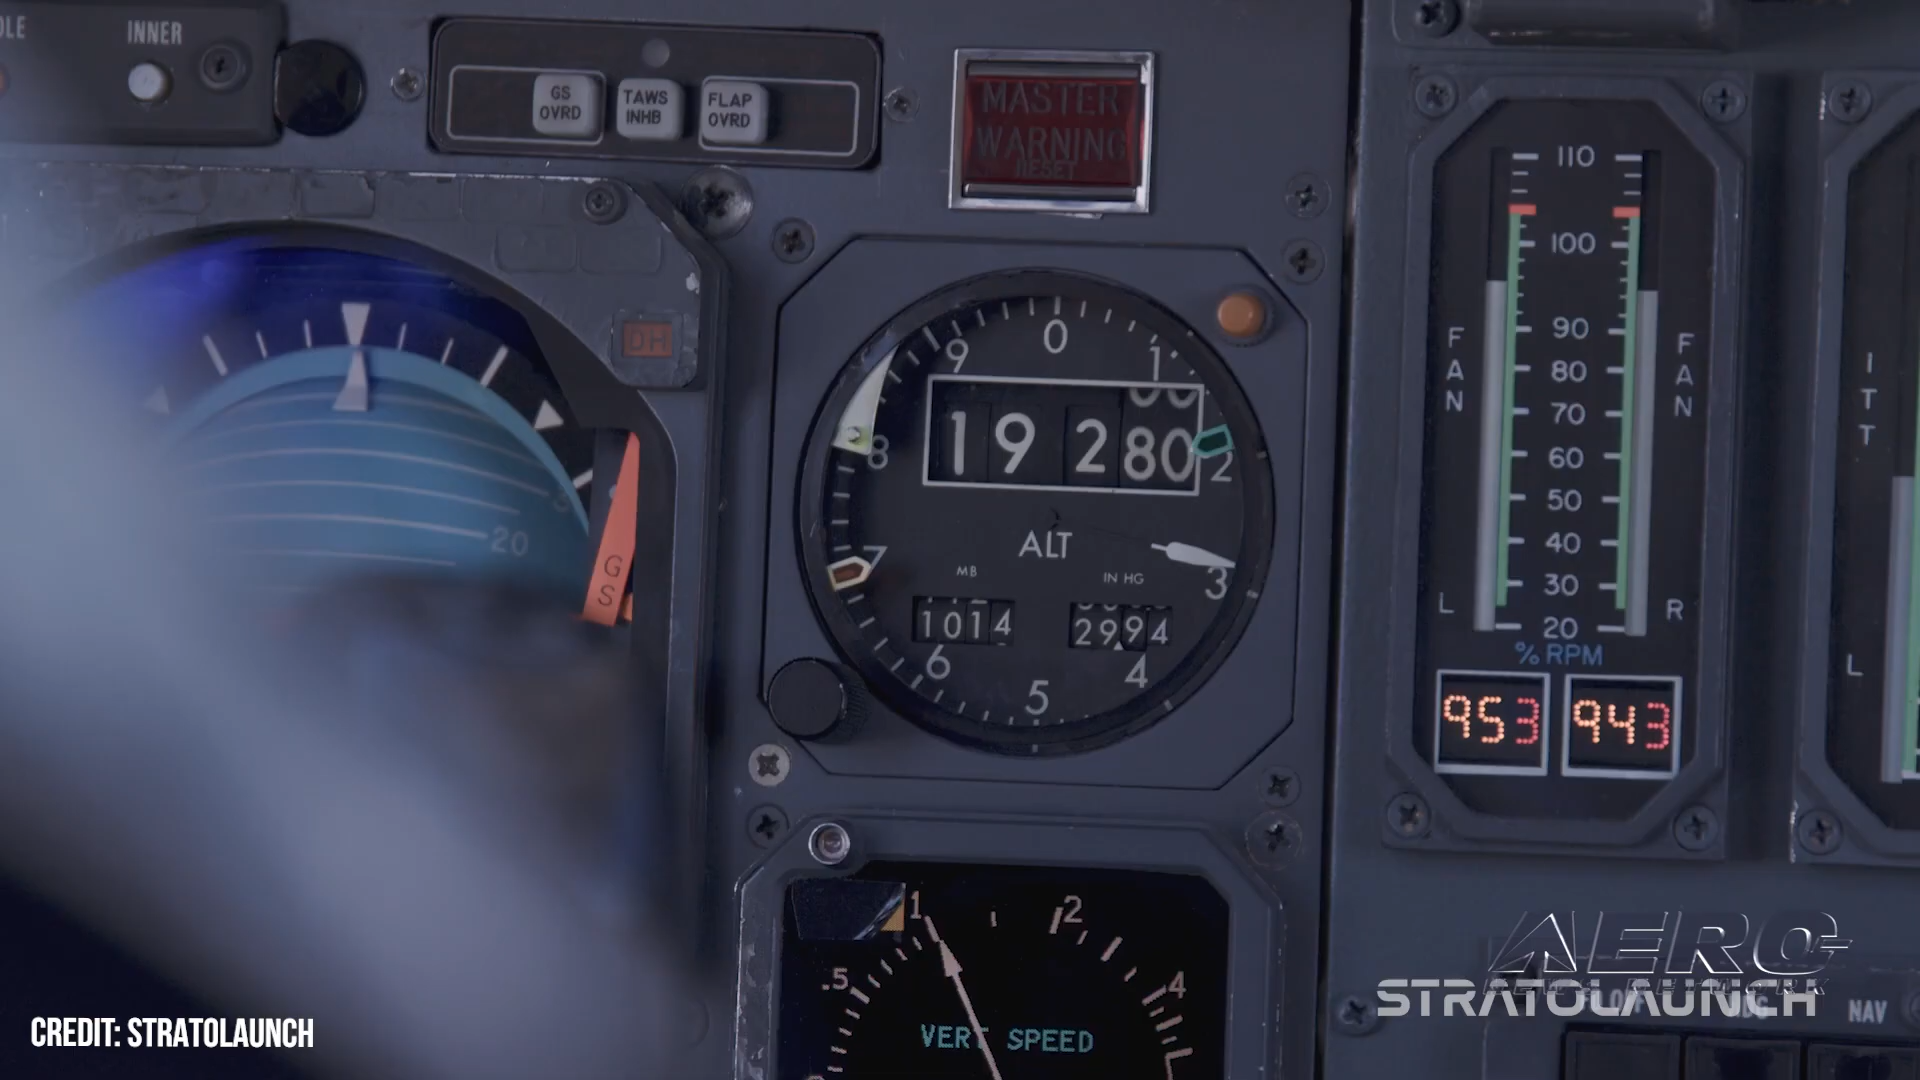 INNER
GS
OVRD
TAWS
INHB
FLAP
OVRD
MASTER
WARNING
RESET
DH
20
G
S
0
1
2
3
4
5
6
7
8
9
19 280
ALT
MB
IN HG
1014
2994
110
100
90
80
70
60
50
40
30
20
FAN
FAN
L
R
% RPM
953
943
ITT
L
.5
1
2
4
VERT SPEED
NAV
AERO
STRATOLAUNCH
CREDIT: STRATOLAUNCH